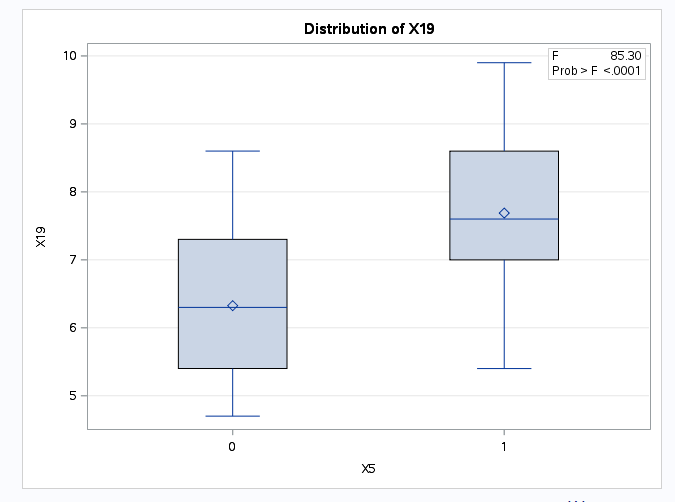 Distribution of X19
F 85.30
Prob > F <.0001
10
9
8
7
6
5
X19
0 1
X5